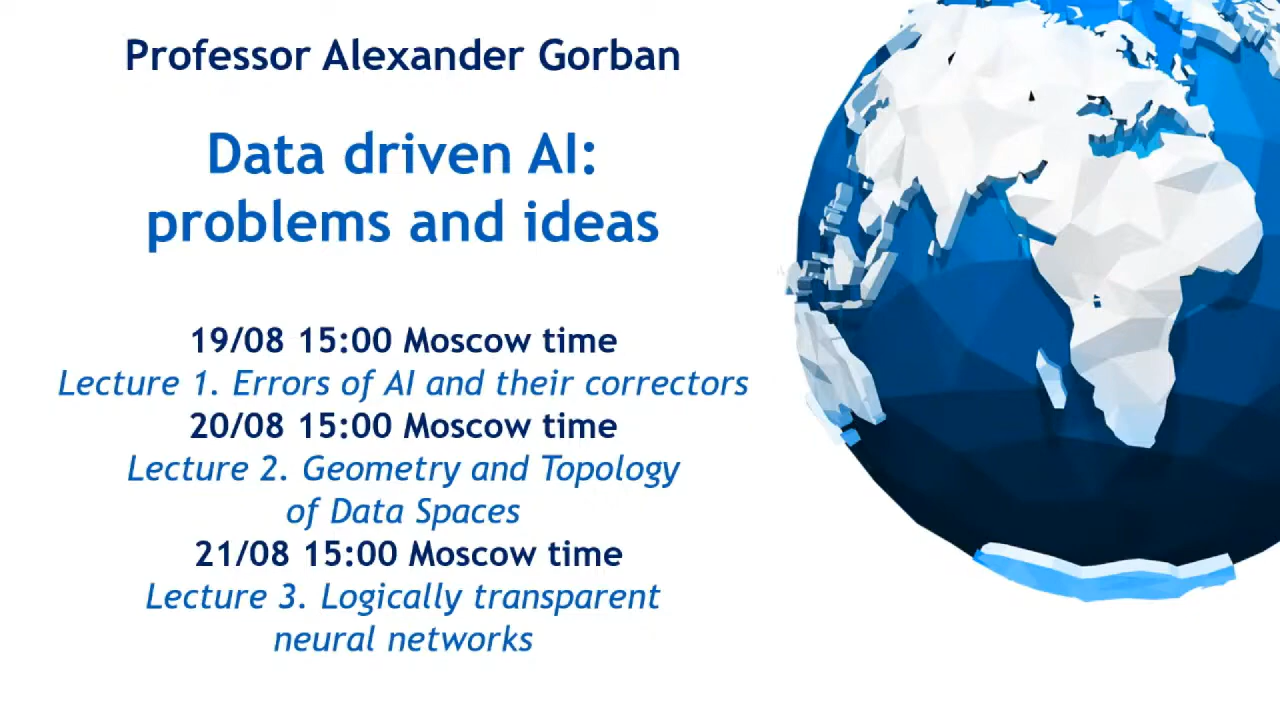 Professor Alexander Gorban
Data driven AI:
problems and ideas
19/08 15:00 Moscow time
Lecture 1. Errors of AI and their correctors
20/08 15:00 Moscow time
Lecture 2. Geometry and Topology
of Data Spaces
21/08 15:00 Moscow time
Lecture 3. Logically transparent
neural networks